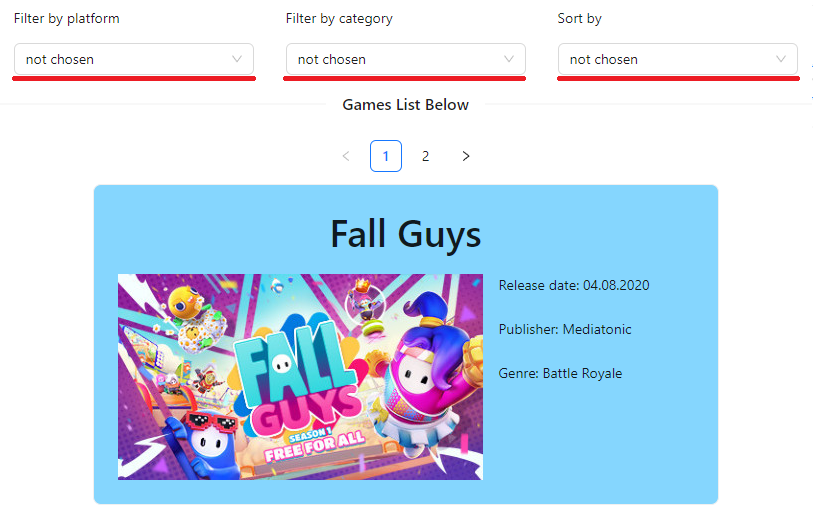 Filter by platform
Filter by category
Sort by
not chosen
not chosen
not chosen
Games List Below
1
2
Fall Guys
Release date: 04.08.2020
Publisher: Mediatonic
Genre: Battle Royale
FALL
GUYS
SEASON 1
FREE FOR ALL